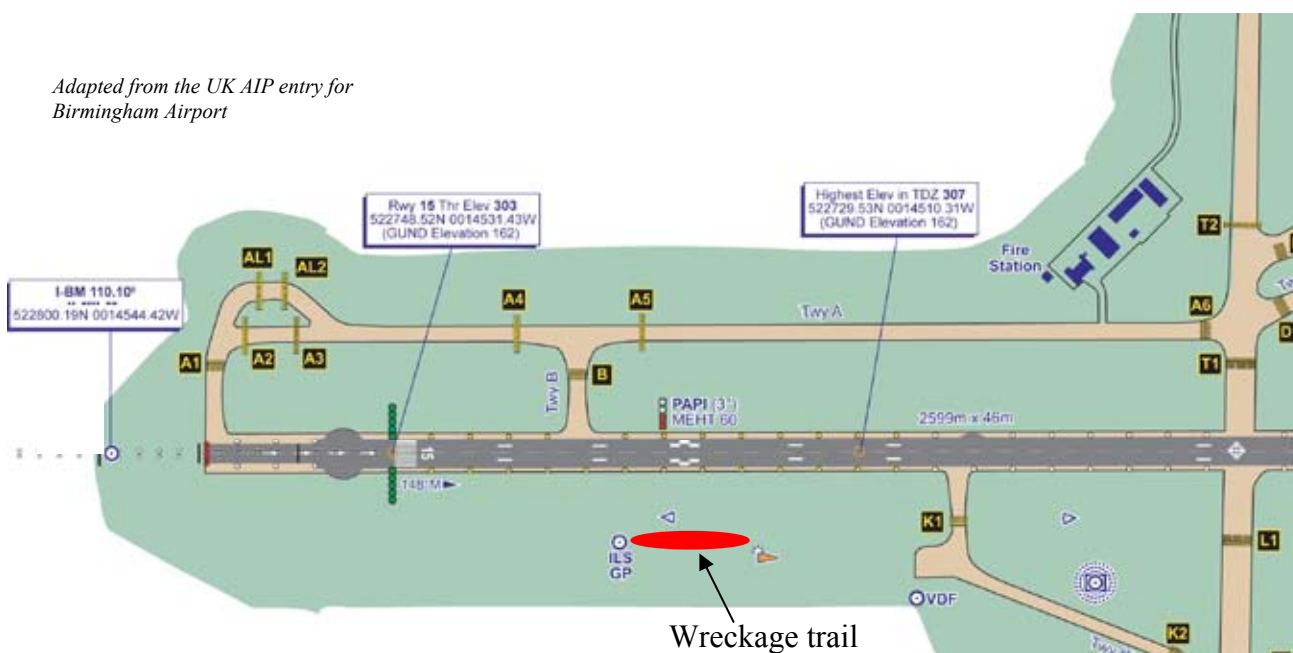 Adapted from the UK AIP entry for
Birmingham Airport
Rwy 15 Thr Elev 303
522748.52N 0014531.43W
(GUND Elevation 162)
Highest Elev in TDZ 307
522729.53N 0014510.31W
(GUND Elevation 162)
I-BM 110.10
522800.19N 0014544.42W
AL1
AL2
Fire
Station
T2
A4
A5
Twy A
A6
A1
A2
A3
Twy B
B
T1
PAPI (3°)
MEHT 60
2599m x 46m
15
148°M
K1
L1
ILS
GP
VDF
Wreckage trail
K2